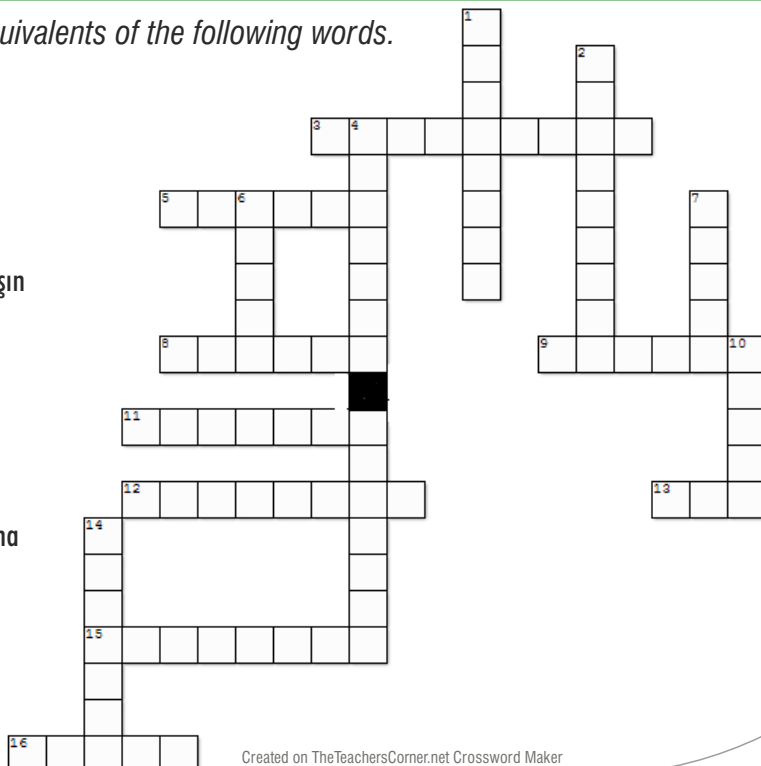 uivalents of the following words.
1
2
3 4
5 6 7
şın
8 9 10
11
12 13
14
na
15
16
Created on TheTeachersCorner.net Crossword Maker